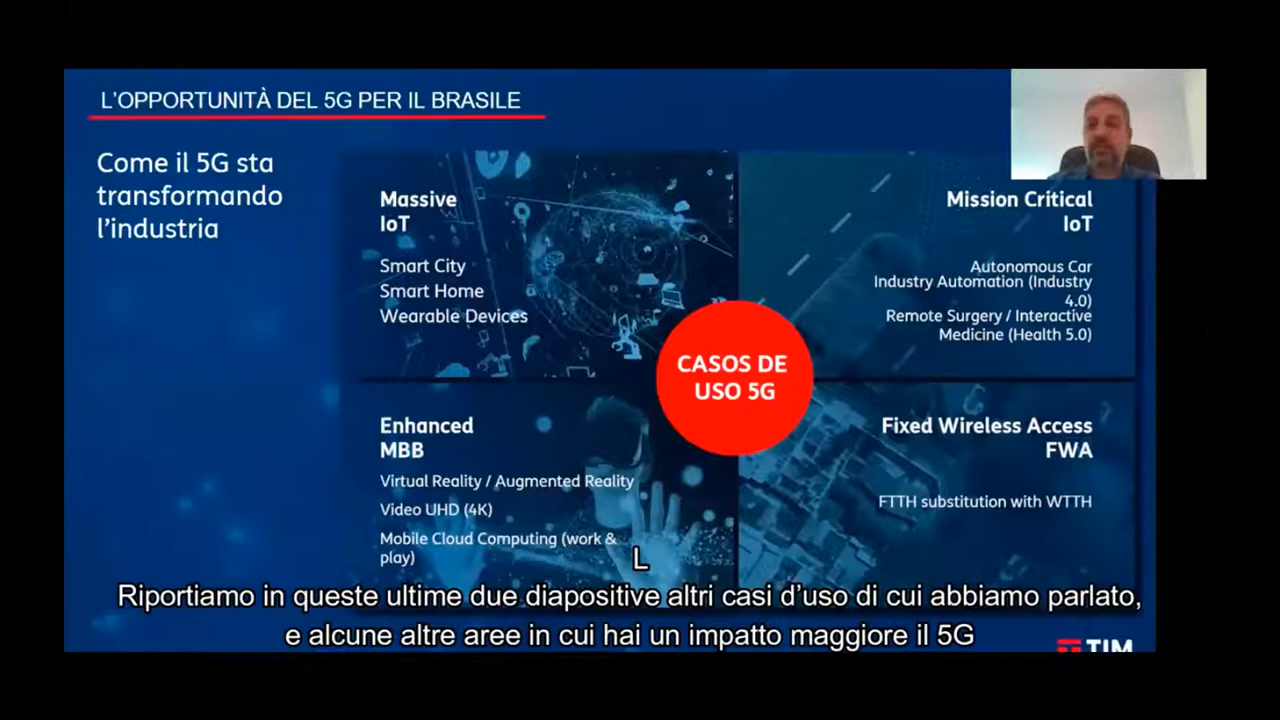 L'OPPORTUNITÀ DEL 5G PER IL BRASILE
Come il 5G sta
transformando
l'industria
Massive
IoT
Smart City
Smart Home
Wearable Devices
Mission Critical
IoT
Autonomous Car
Industry Automation (Industry
4.0)
Remote Surgery / Interactive
Medicine (Health 5.0)
CASOS DE
USO 5G
Enhanced
MBB
Virtual Reality / Augmented Reality
Video UHD (4K)
Mobile Cloud Computing (work &
play)
Fixed Wireless Access
FWA
FTTH substitution with WTTH
L
Riportiamo in queste ultime due diapositive altri casi d'uso di cui abbiamo parlato,
e alcune altre aree in cui hai un impatto maggiore il 5G
TIM